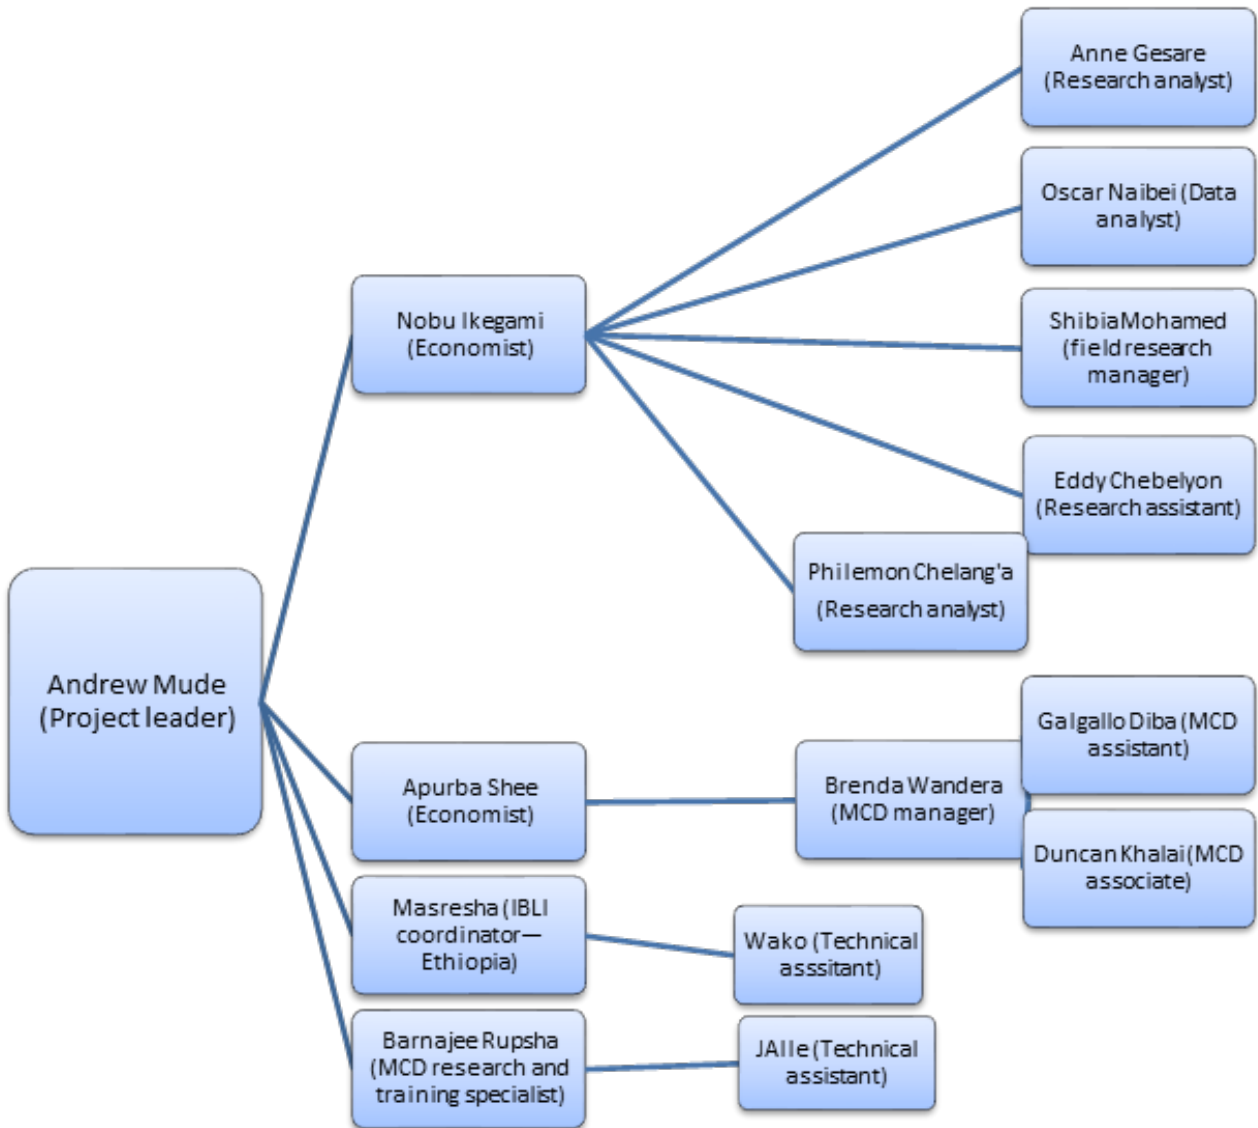 Anne Gesare
(Research analyst)
Oscar Naibei (Data
analyst)
Nobu Ikegami
(Economist)
Shibia Mohamed
(field research
manager)
Eddy Chebelyon
(Research assistant)
Philemon Chelang'a
(Research analyst)
Andrew Mude
(Project leader)
Galgallo Diba (MCD
assistant)
Apurba Shee
(Economist)
Brenda Wandera
(MCD manager)
Duncan Khalai (MCD
associate)
Masresha (IBLI
coordinator—
Ethiopia)
Wako (Technical
asssitant)
Barnajee Rupsha
(MCD research and
training specialist)
JAlle (Technical
assistant)